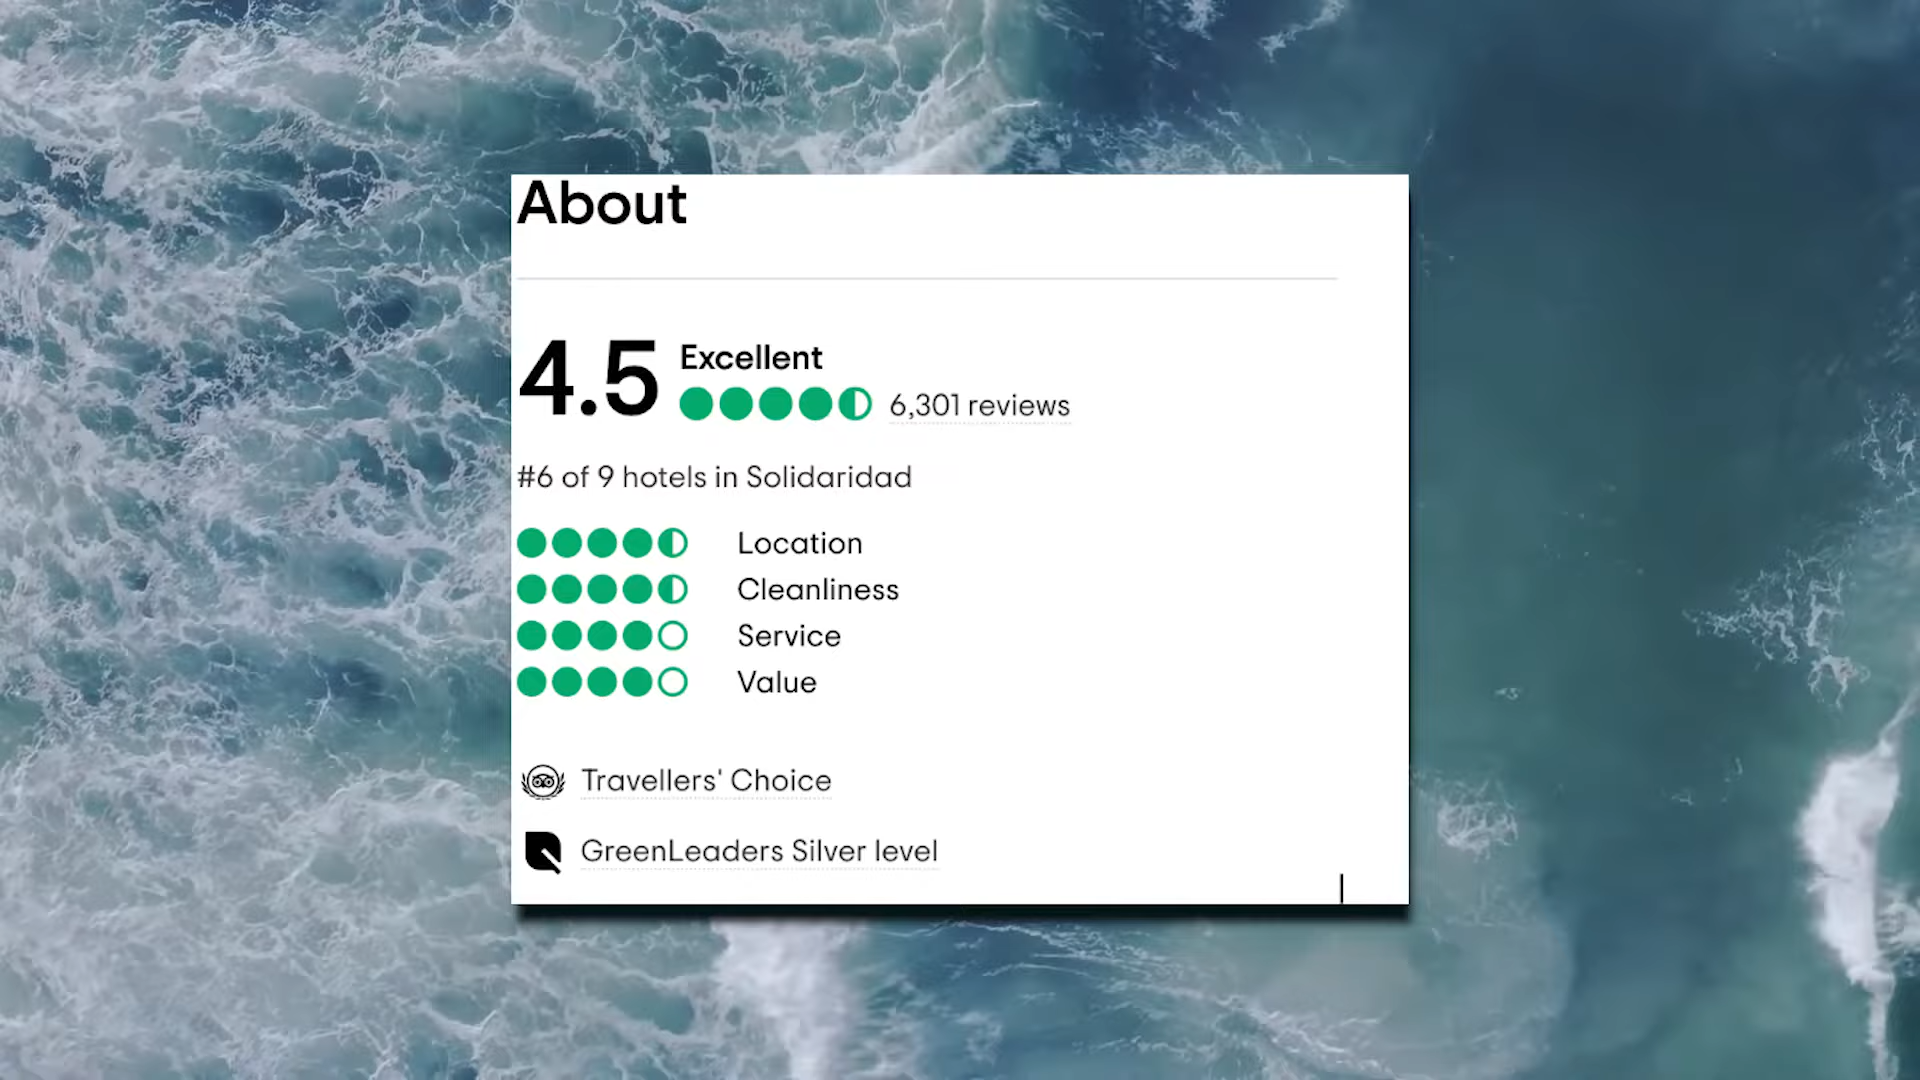 About
4.5
Excellent
6,301 reviews
#6 of 9 hotels in Solidaridad
Location
Cleanliness
Service
Value
Travellers' Choice
GreenLeaders Silver level